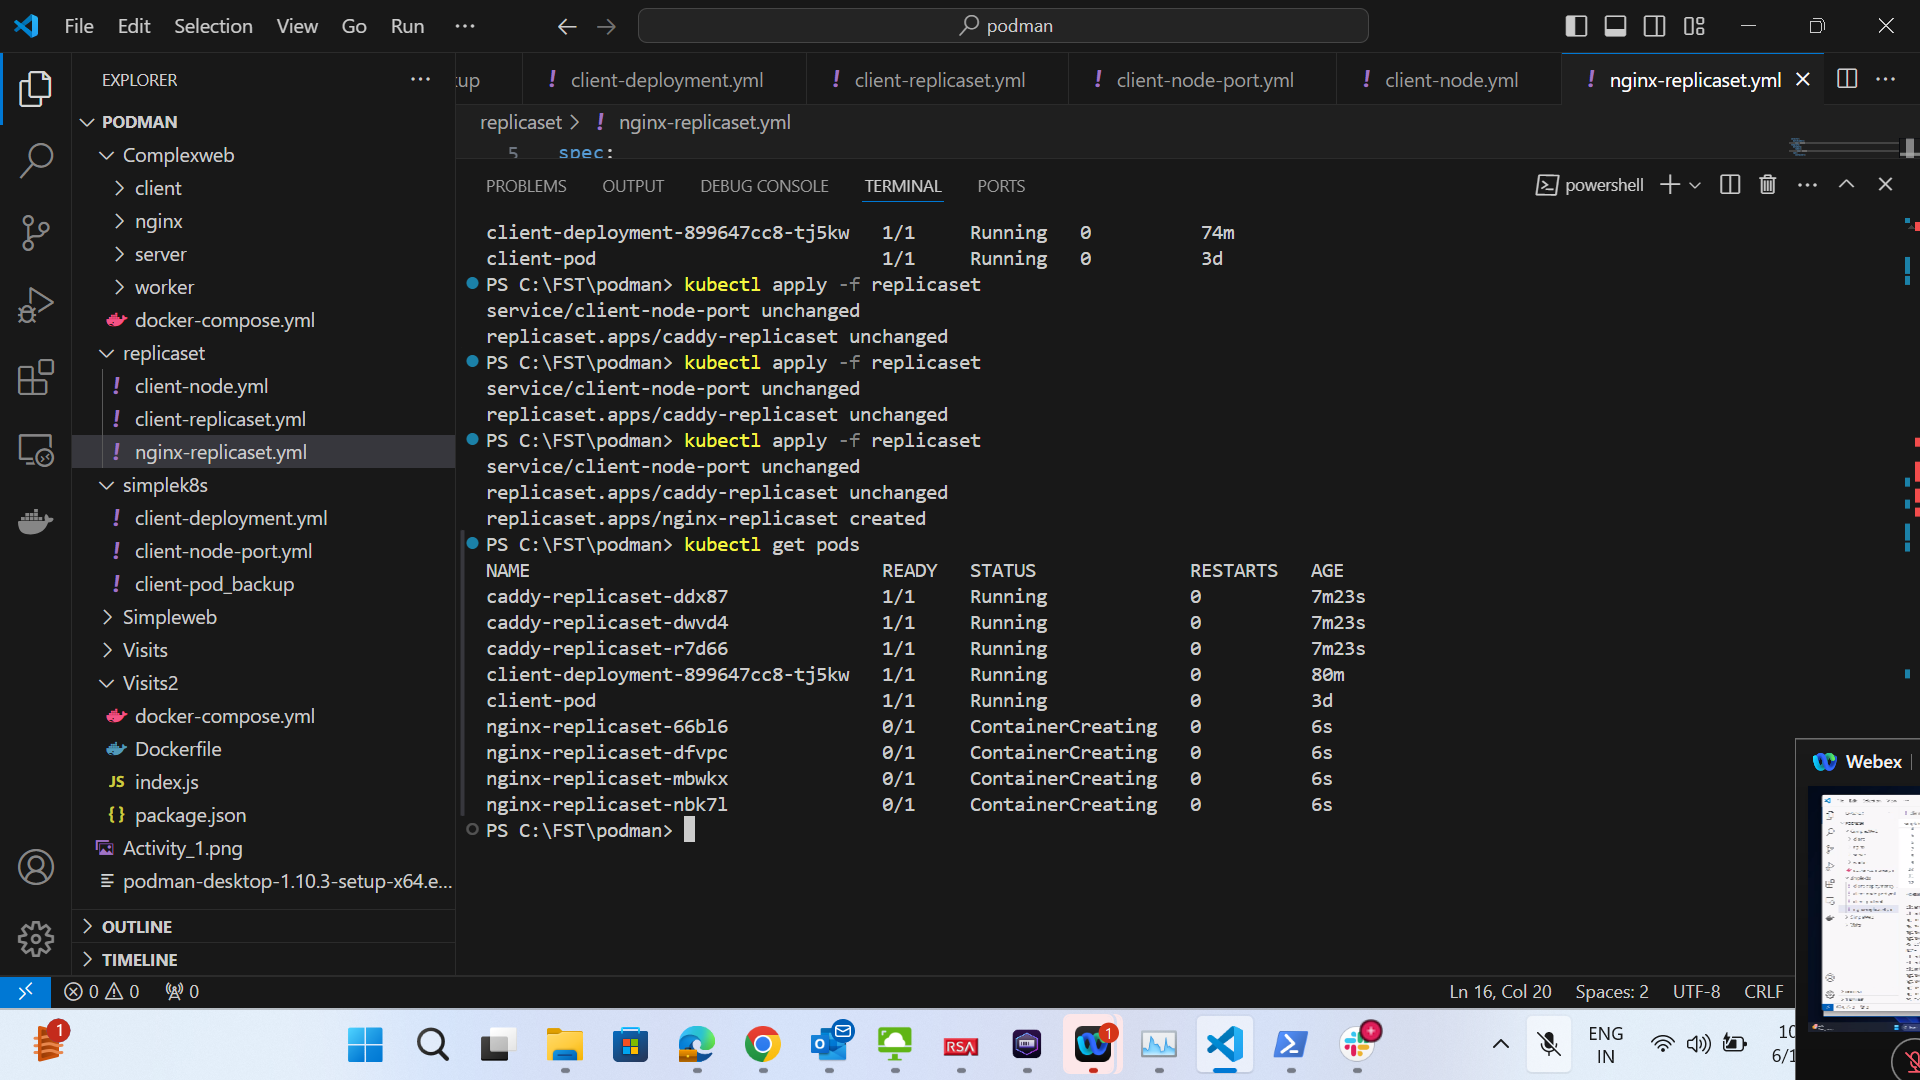 File Edit Selection View Go Run ···
podman
EXPLORER
PODMAN
Complexweb
client
nginx
server
worker
docker-compose.yml
replicaset
client-node.yml
client-replicaset.yml
nginx-replicaset.yml
simplek8s
client-deployment.yml
client-node-port.yml
client-pod_backup
Simpleweb
Visits
Visits2
docker-compose.yml
Dockerfile
JS index.js
{} package.json
Activity_1.png
podman-desktop-1.10.3-setup-x64.e...
OUTLINE
TIMELINE
up ! client-deployment.yml ! client-replicaset.yml ! client-node-port.yml ! client-node.yml ! nginx-replicaset.yml
replicaset > ! nginx-replicaset.yml
5 spec:
PROBLEMS OUTPUT DEBUG CONSOLE TERMINAL PORTS powershell
client-deployment-899647cc8-tj5kw 1/1 Running 0 74m
client-pod 1/1 Running 0 3d
PS C:\FST\podman> kubectl apply -f replicaset
service/client-node-port unchanged
replicaset.apps/caddy-replicaset unchanged
PS C:\FST\podman> kubectl apply -f replicaset
service/client-node-port unchanged
replicaset.apps/caddy-replicaset unchanged
PS C:\FST\podman> kubectl apply -f replicaset
service/client-node-port unchanged
replicaset.apps/caddy-replicaset unchanged
replicaset.apps/nginx-replicaset created
PS C:\FST\podman> kubectl get pods
NAME READY STATUS RESTARTS AGE
caddy-replicaset-ddx87 1/1 Running 0 7m23s
caddy-replicaset-dwvd4 1/1 Running 0 7m23s
caddy-replicaset-r7d66 1/1 Running 0 7m23s
client-deployment-899647cc8-tj5kw 1/1 Running 0 80m
client-pod 1/1 Running 0 3d
nginx-replicaset-66bl6 0/1 ContainerCreating 0 6s
nginx-replicaset-dfvpc 0/1 ContainerCreating 0 6s
nginx-replicaset-mbwkx 0/1 ContainerCreating 0 6s
nginx-replicaset-nbk7l 0/1 ContainerCreating 0 6s
PS C:\FST\podman>
Webex
0 0 0
Ln 16, Col 20 Spaces: 2 UTF-8 CRLF
1
RSA
1
ENG
IN
10
6/1